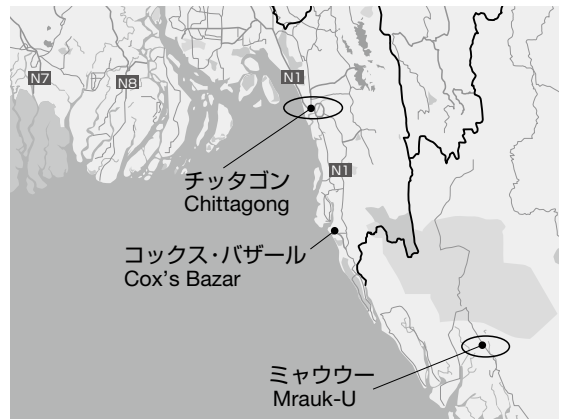 N7
N8
N1
N1
チッタゴン
Chittagong
コックス・バザール
Cox's Bazar
ミャウウー
Mrauk-U